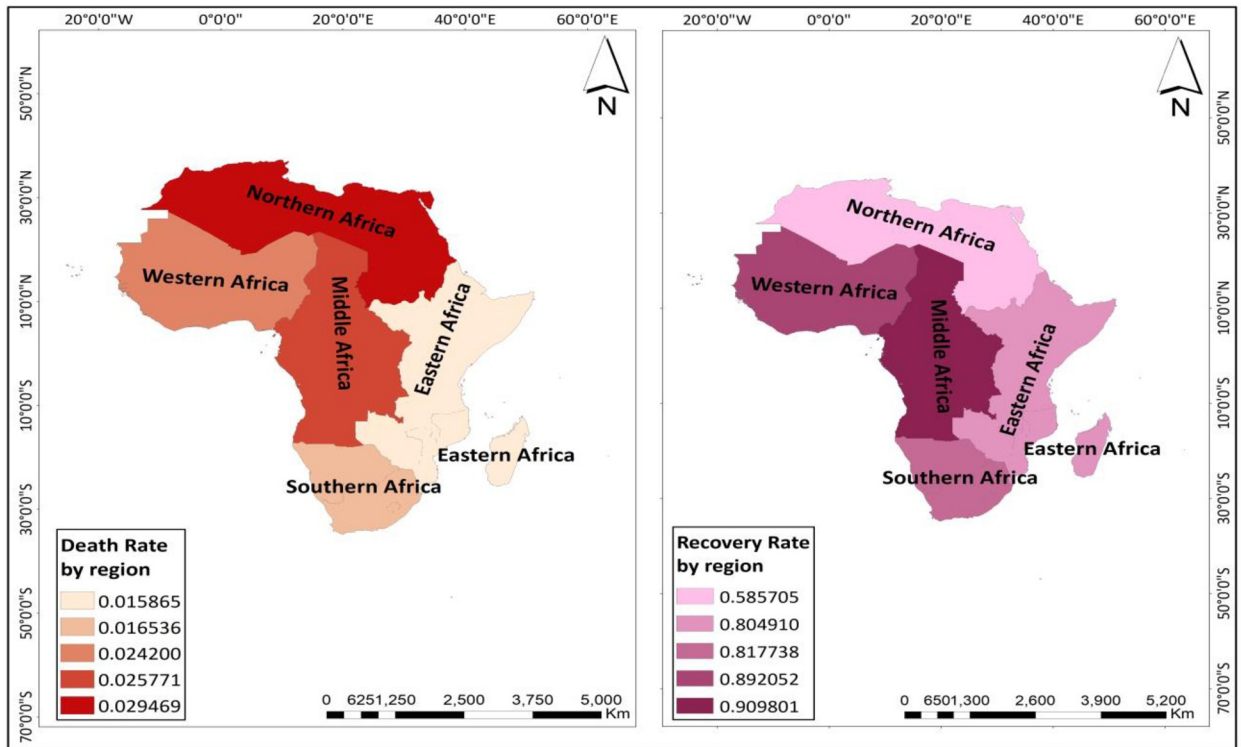 20°0'0"W 0°0'0" 20°0'0"E 40°0'0"E 60°0'0"E
50°0'0"N
30°0'0"N
10°0'0"N
10°0'0"S
30°0'0"S
50°0'0"S
70°0'0"S
N
Northern Africa
Western Africa
Middle Africa
Eastern Africa
Eastern Africa
Southern Africa
Death Rate
by region
0.015865
0.016536
0.024200
0.025771
0.029469
0 6251,250 2,500 3,750 5,000
Km
20°0'0"W 0°0'0" 20°0'0"E 40°0'0"E 60°0'0"E
N
Northern Africa
Western Africa
Middle Africa
Eastern Africa
Eastern Africa
Southern Africa
Recovery Rate
by region
0.585705
0.804910
0.817738
0.892052
0.909801
0 6501,300 2,600 3,900 5,200
Km
50°0'0"N
30°0'0"N
10°0'0"N
10°0'0"S
30°0'0"S
50°0'0"S
70°0'0"S